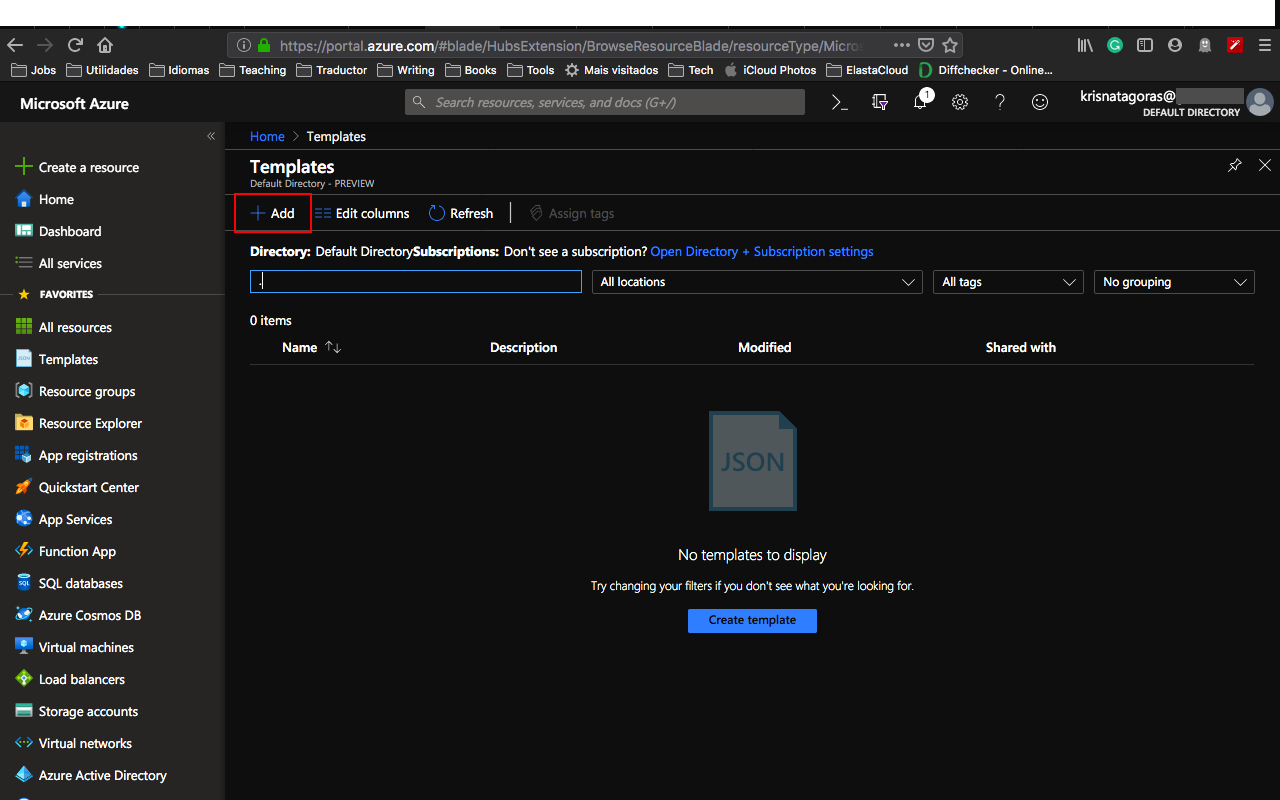 https://portal.azure.com/#blade/HubsExtension/BrowseResourceBlade/resourceType/Micro
Jobs Utilidades Idiomas Teaching Traductor Writing Books Tools Mais visitados Tech iCloud Photos ElastaCloud Diffchecker - Online...
Microsoft Azure
Search resources, services, and docs (G+/)
1
krisnatagoras@
DEFAULT DIRECTORY
Home > Templates
Templates
Default Directory - PREVIEW
Add Edit columns Refresh Assign tags
Directory: Default DirectorySubscriptions: Don't see a subscription? Open Directory + Subscription settings
. All locations All tags No grouping
0 items
Name Description Modified Shared with
JSON
No templates to display
Try changing your filters if you don't see what you're looking for.
Create template
Create a resource
Home
Dashboard
All services
FAVORITES
All resources
JSON Templates
Resource groups
Resource Explorer
App registrations
Quickstart Center
App Services
Function App
SQL SQL databases
Azure Cosmos DB
Virtual machines
Load balancers
Storage accounts
Virtual networks
Azure Active Directory